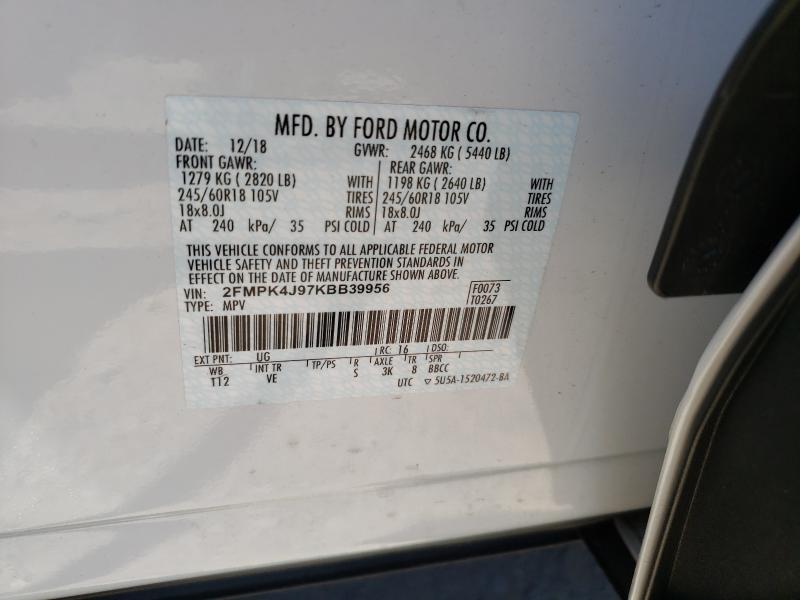 MFD. BY FORD MOTOR CO.
DATE: 12/18 GVWR: 2468 KG ( 5440 LB)
FRONT GAWR: REAR GAWR:
1279 KG ( 2820 LB) WITH 1198 KG ( 2640 LB) WITH
245/60R18 105V TIRES 245/60R18 105V TIRES
18x8.0J RIMS 18x8.0J RIMS
AT 240 kPa/ 35 PSI COLD AT 240 kPa/ 35 PSI COLD
THIS VEHICLE CONFORMS TO ALL APPLICABLE FEDERAL MOTOR
VEHICLE SAFETY AND THEFT PREVENTION STANDARDS IN
EFFECT ON THE DATE OF MANUFACTURE SHOWN ABOVE.
VIN: 2FMPK4J97KBB39956 F0073
TYPE: MPV T0267
EXT PNT: UG RC: 16 DSO:
WB INT TR TP/PS R AXLE TR SPR
T12 VE S 3K 8 BBCC
UTC ▽ 5U5A-1520472-BA